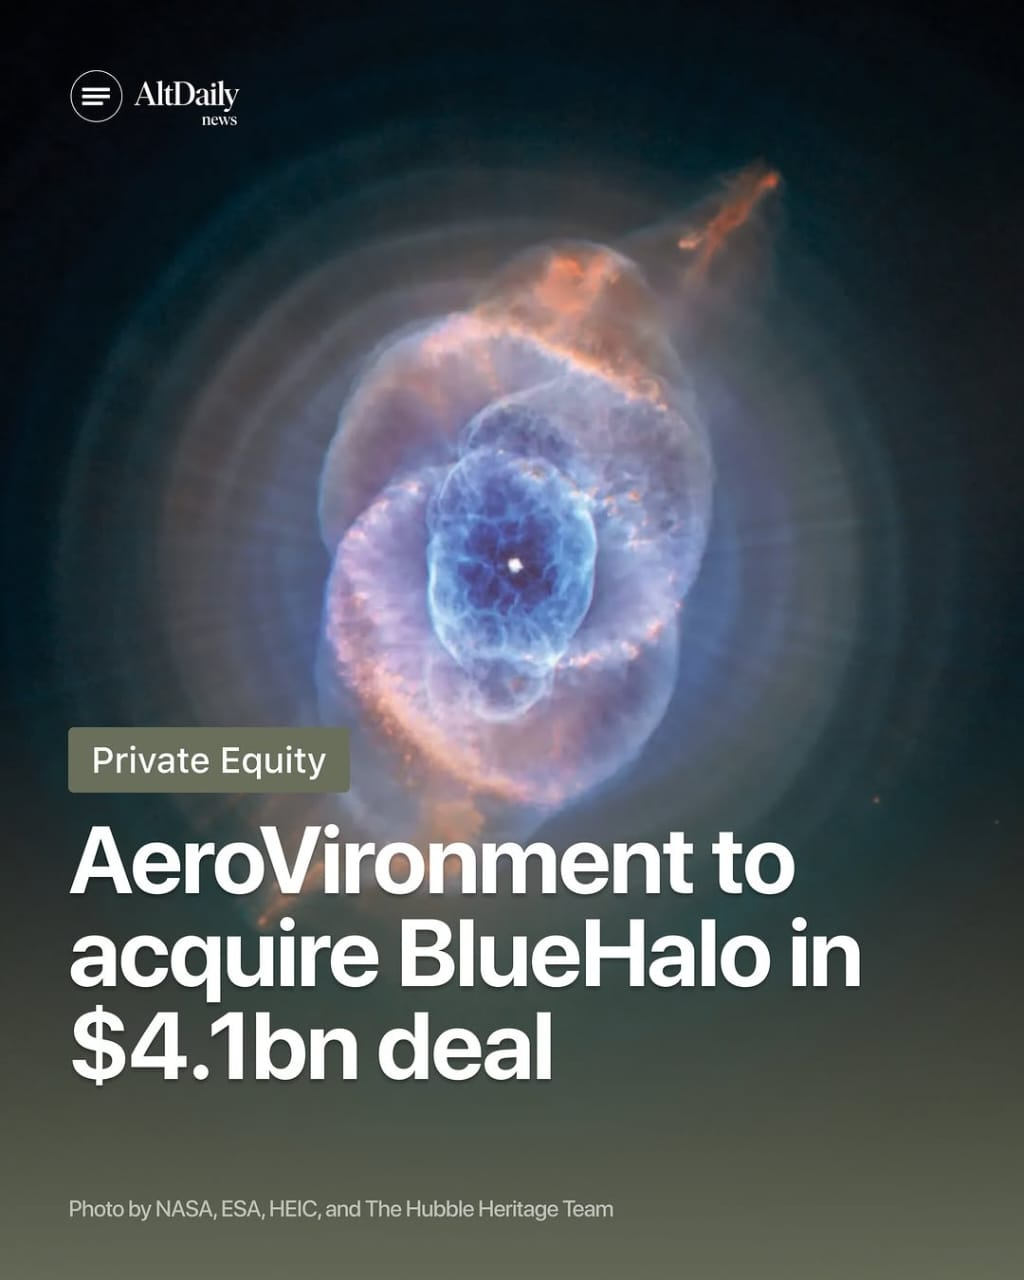 AltDaily
news
Private Equity
AeroVironment to
acquire BlueHalo in
$4.1bn deal
Photo by NASA, ESA, HEIC, and The Hubble Heritage Team